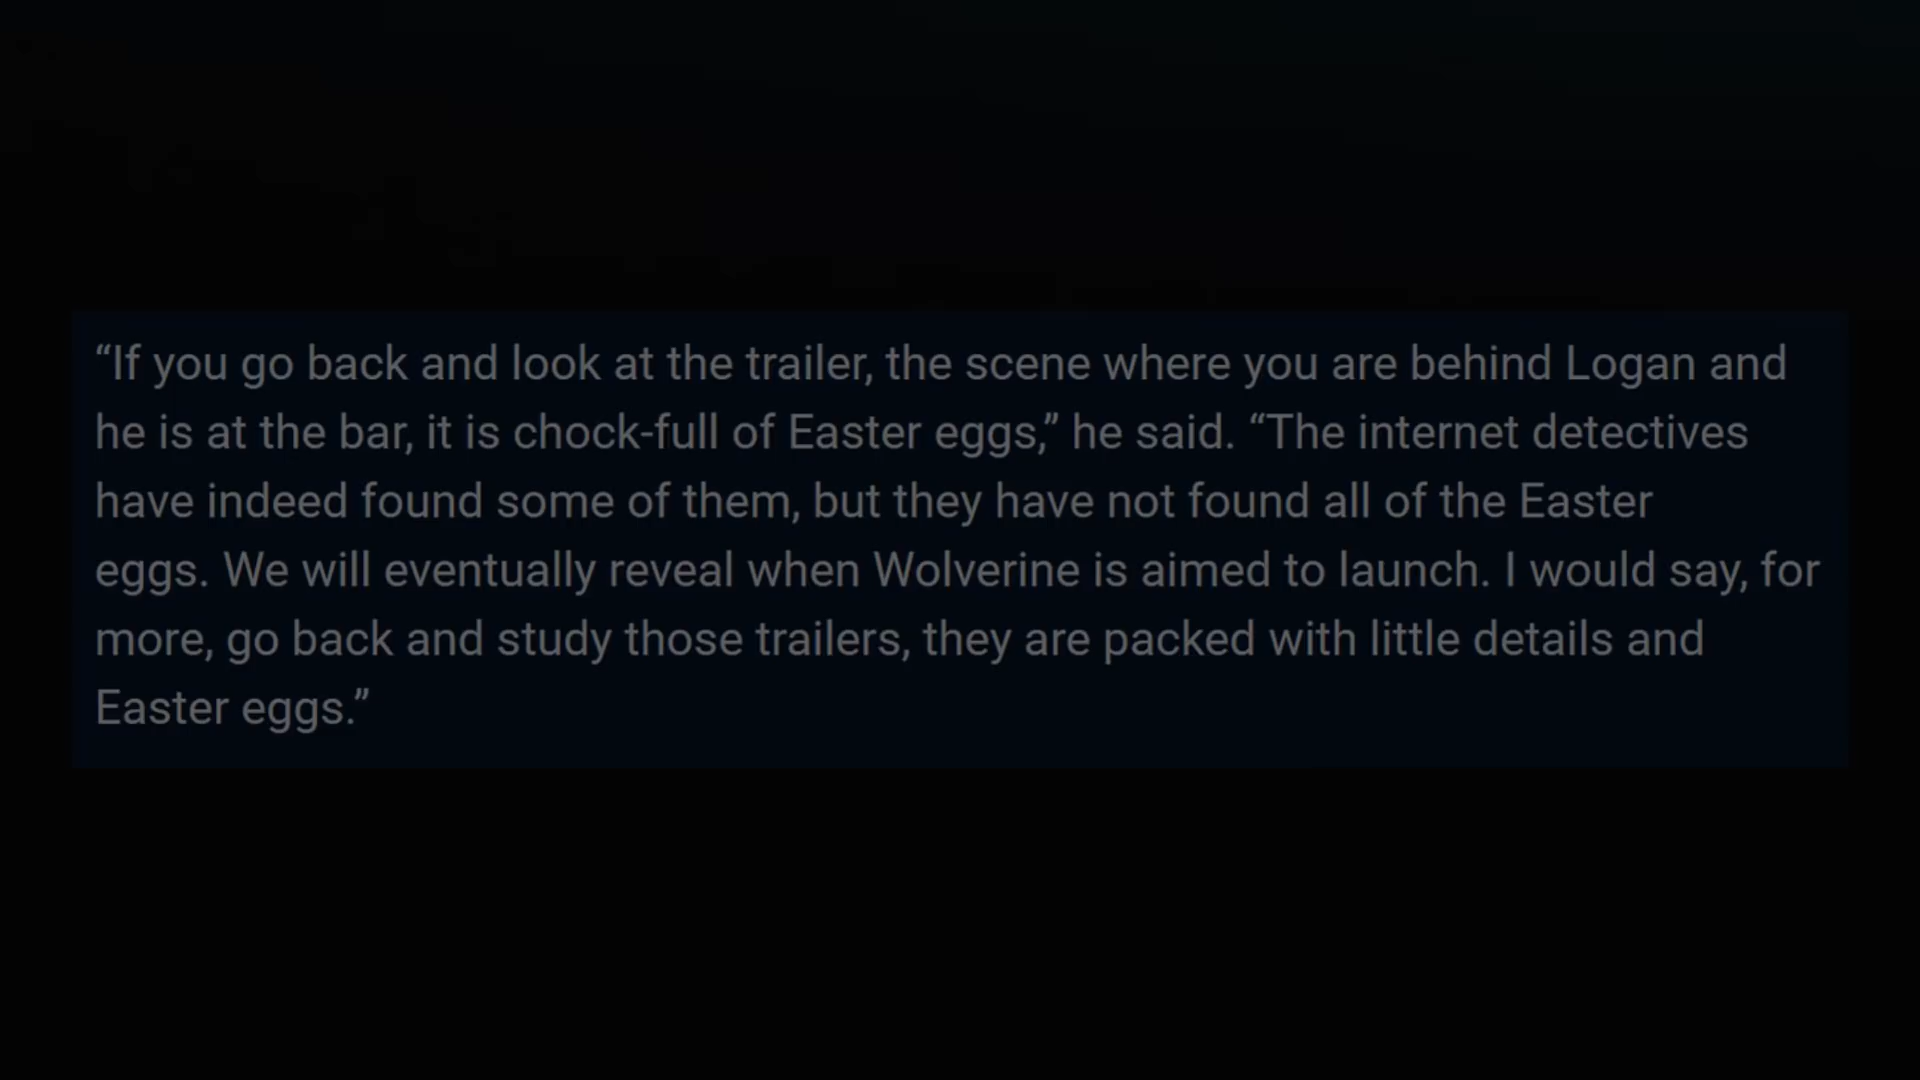 “If you go back and look at the trailer, the scene where you are behind Logan and
he is at the bar, it is chock-full of Easter eggs,” he said. “The internet detectives
have indeed found some of them, but they have not found all of the Easter
eggs. We will eventually reveal when Wolverine is aimed to launch. I would say, for
more, go back and study those trailers, they are packed with little details and
Easter eggs.”